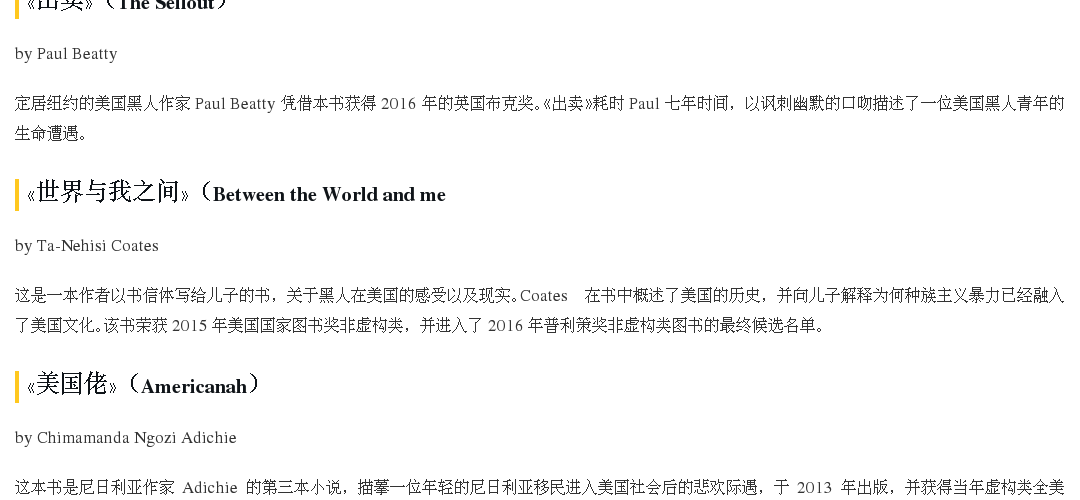 《出卖》（The Sellout）
by Paul Beatty
定居纽约的美国黑人作家 Paul Beatty 凭借本书获得 2016 年的英国布克奖。《出卖》耗时 Paul 七年时间，以讽刺幽默的口吻描述了一位美国黑人青年的
生命遭遇。
《世界与我之间》（Between the World and me
by Ta-Nehisi Coates
这是一本作者以书信体写给儿子的书，关于黑人在美国的感受以及现实。Coates　在书中概述了美国的历史，并向儿子解释为何种族主义暴力已经融入
了美国文化。该书荣获 2015 年美国国家图书奖非虚构类，并进入了 2016 年普利策奖非虚构类图书的最终候选名单。
《美国佬》（Americanah）
by Chimamanda Ngozi Adichie
这本书是尼日利亚作家 Adichie 的第三本小说，描摹一位年轻的尼日利亚移民进入美国社会后的悲欢际遇，于 2013 年出版，并获得当年虚构类全美